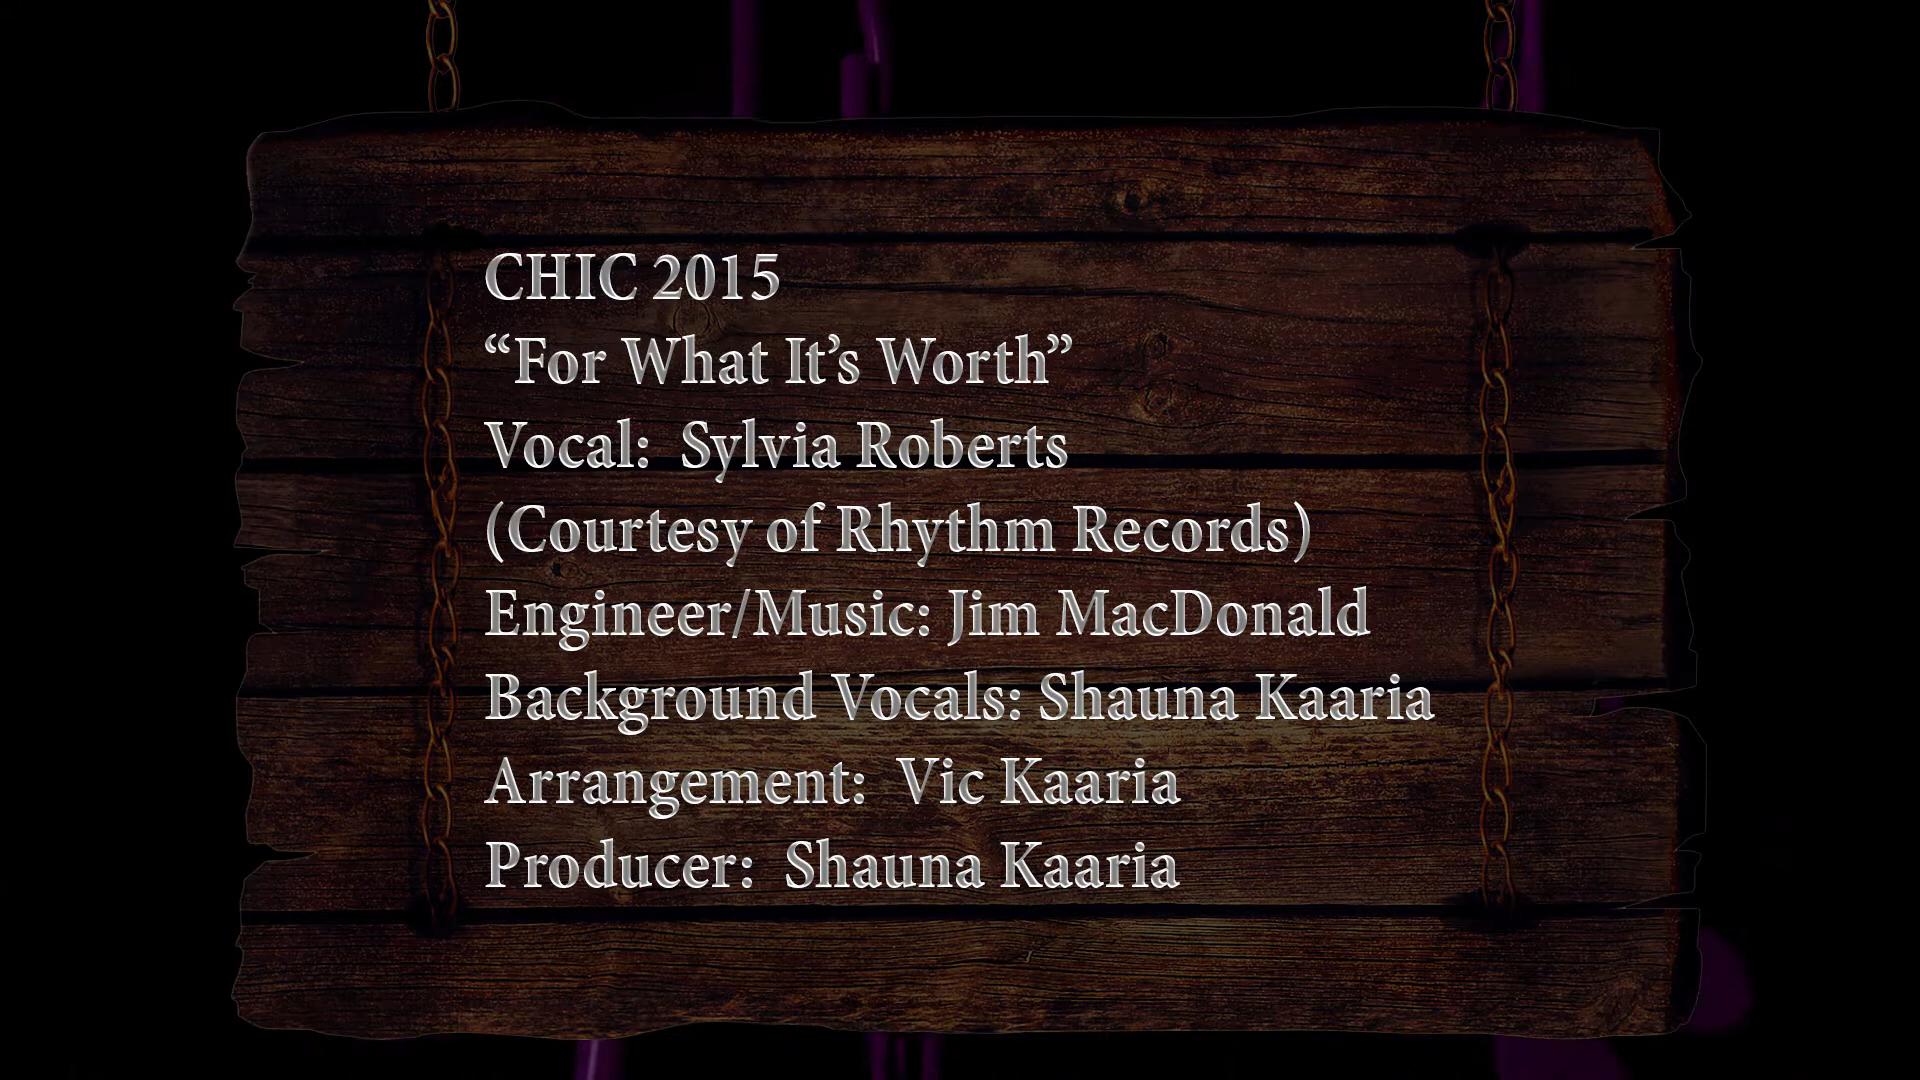 CHIC 2015
“For What It’s Worth”
Vocal:  Sylvia Roberts
(Courtesy of Rhythm Records)
Engineer/Music: Jim MacDonald
Background Vocals: Shauna Kaaria
Arrangement:  Vic Kaaria
Producer:  Shauna Kaaria